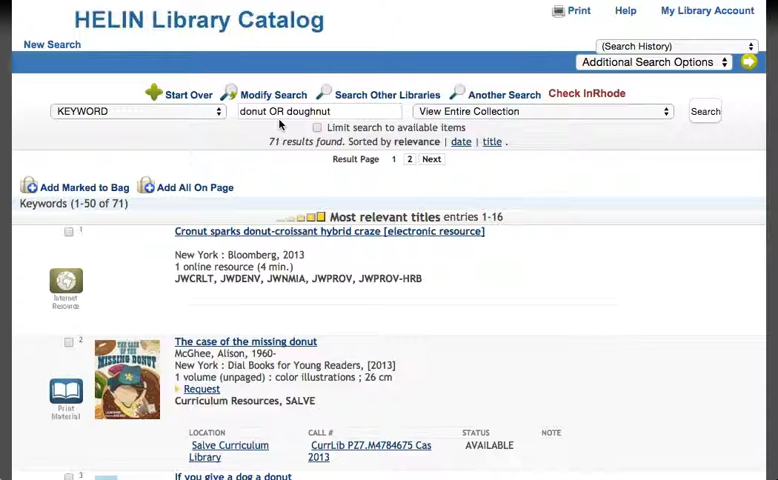 HELIN Library Catalog
Print Help My Library Account
New Search
(Search History)
Additional Search Options
Start Over Modify Search Search Other Libraries Another Search Check InRhode
KEYWORD donut OR doughnut View Entire Collection Search
Limit search to available items
71 results found. Sorted by relevance | date | title .
Result Page 1 2 Next
Add Marked to Bag Add All On Page
Keywords (1-50 of 71)
Most relevant titles entries 1-16
1 Cronut sparks donut-croissant hybrid craze [electronic resource]
New York : Bloomberg, 2013
1 online resource (4 min.)
JWCRLT, JWDENV, JWNMIA, JWPROV, JWPROV-HRB
Internet
Resource
2 The case of the missing donut
McGhee, Alison, 1960-
New York : Dial Books for Young Readers, [2013]
1 volume (unpaged) : color illustrations ; 26 cm
Request
Curriculum Resources, SALVE
THE CASE OF THE
MISSING DONUT
Print
Material
LOCATION CALL # STATUS NOTE
Salve Curriculum CurrLib PZ7.M4784675 Cas AVAILABLE
Library 2013
3 If you give a dog a donut